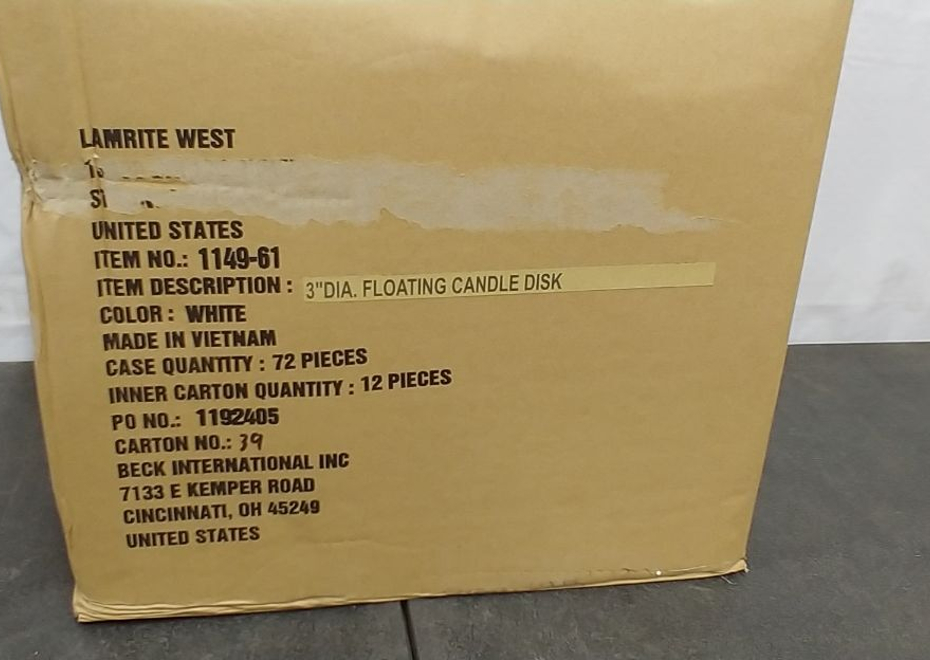 LAMRITE WEST
UNITED STATES
ITEM NO.: 1149-61
ITEM DESCRIPTION : 3"DIA. FLOATING CANDLE DISK
COLOR : WHITE
MADE IN VIETNAM
CASE QUANTITY : 72 PIECES
INNER CARTON QUANTITY : 12 PIECES
PO NO.: 1192405
CARTON NO.: 39
BECK INTERNATIONAL INC
7133 E KEMPER ROAD
CINCINNATI, OH 45249
UNITED STATES